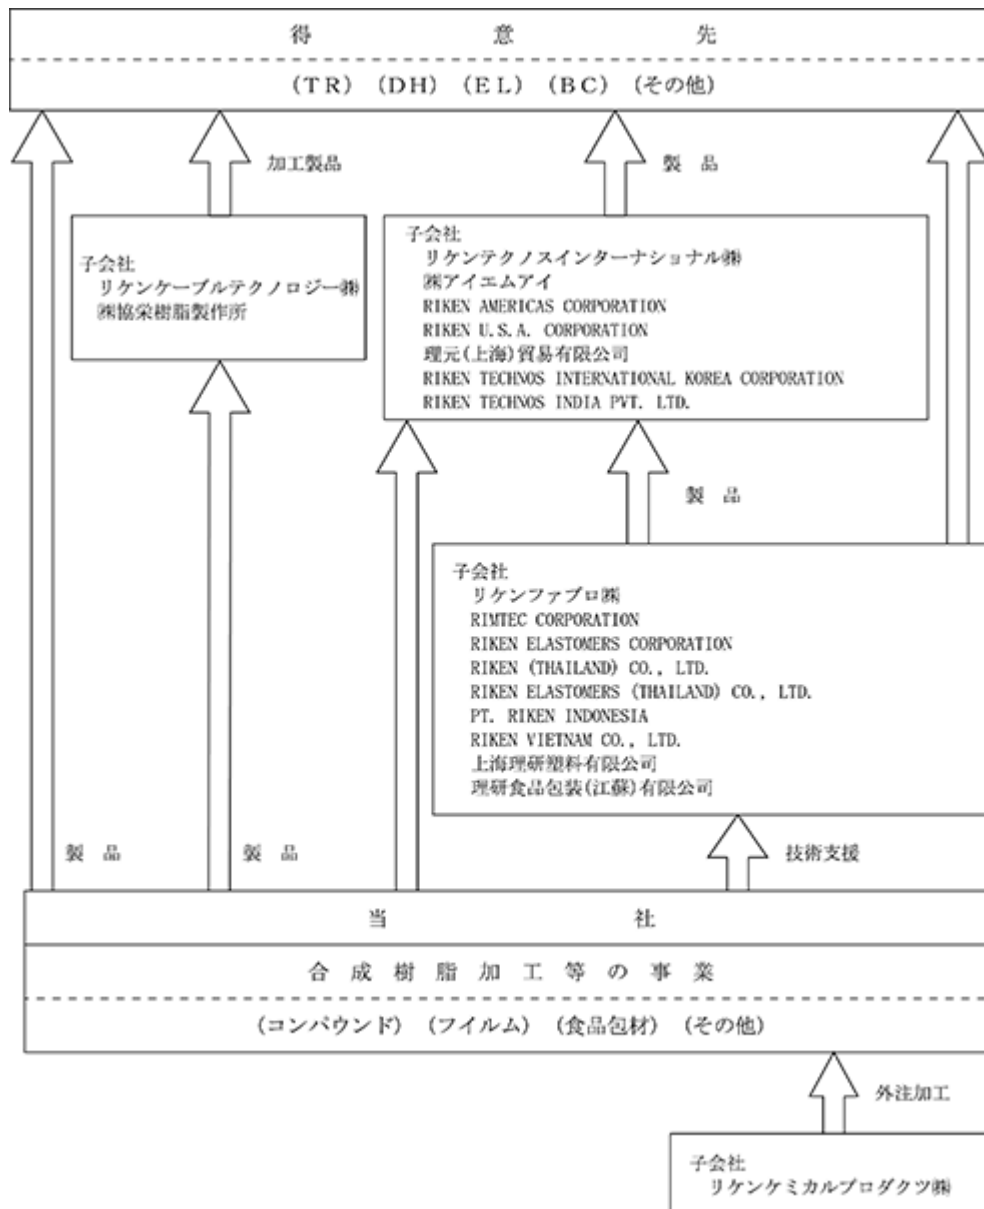 得意先
(TR) (DH) (EL) (BC) (その他)
加工製品
製品
子会社
リケンケーブルテクノロジー㈱
㈱協栄樹脂製作所
子会社
リケンテクノスインターナショナル㈱
㈱アイエムアイ
RIKEN AMERICAS CORPORATION
RIKEN U.S.A. CORPORATION
理元(上海)貿易有限公司
RIKEN TECHNOS INTERNATIONAL KOREA CORPORATION
RIKEN TECHNOS INDIA PVT. LTD.
製品
子会社
リケンファブロ㈱
RIMTEC CORPORATION
RIKEN ELASTOMERS CORPORATION
RIKEN (THAILAND) CO., LTD.
RIKEN ELASTOMERS (THAILAND) CO., LTD.
PT. RIKEN INDONESIA
RIKEN VIETNAM CO., LTD.
上海理研塑料有限公司
理研食品包装(江蘇)有限公司
製品
製品
技術支援
当社
合成樹脂加工等の事業
(コンパウンド) (フイルム) (食品包材) (その他)
外注加工
子会社
リケンケミカルプロダクツ㈱